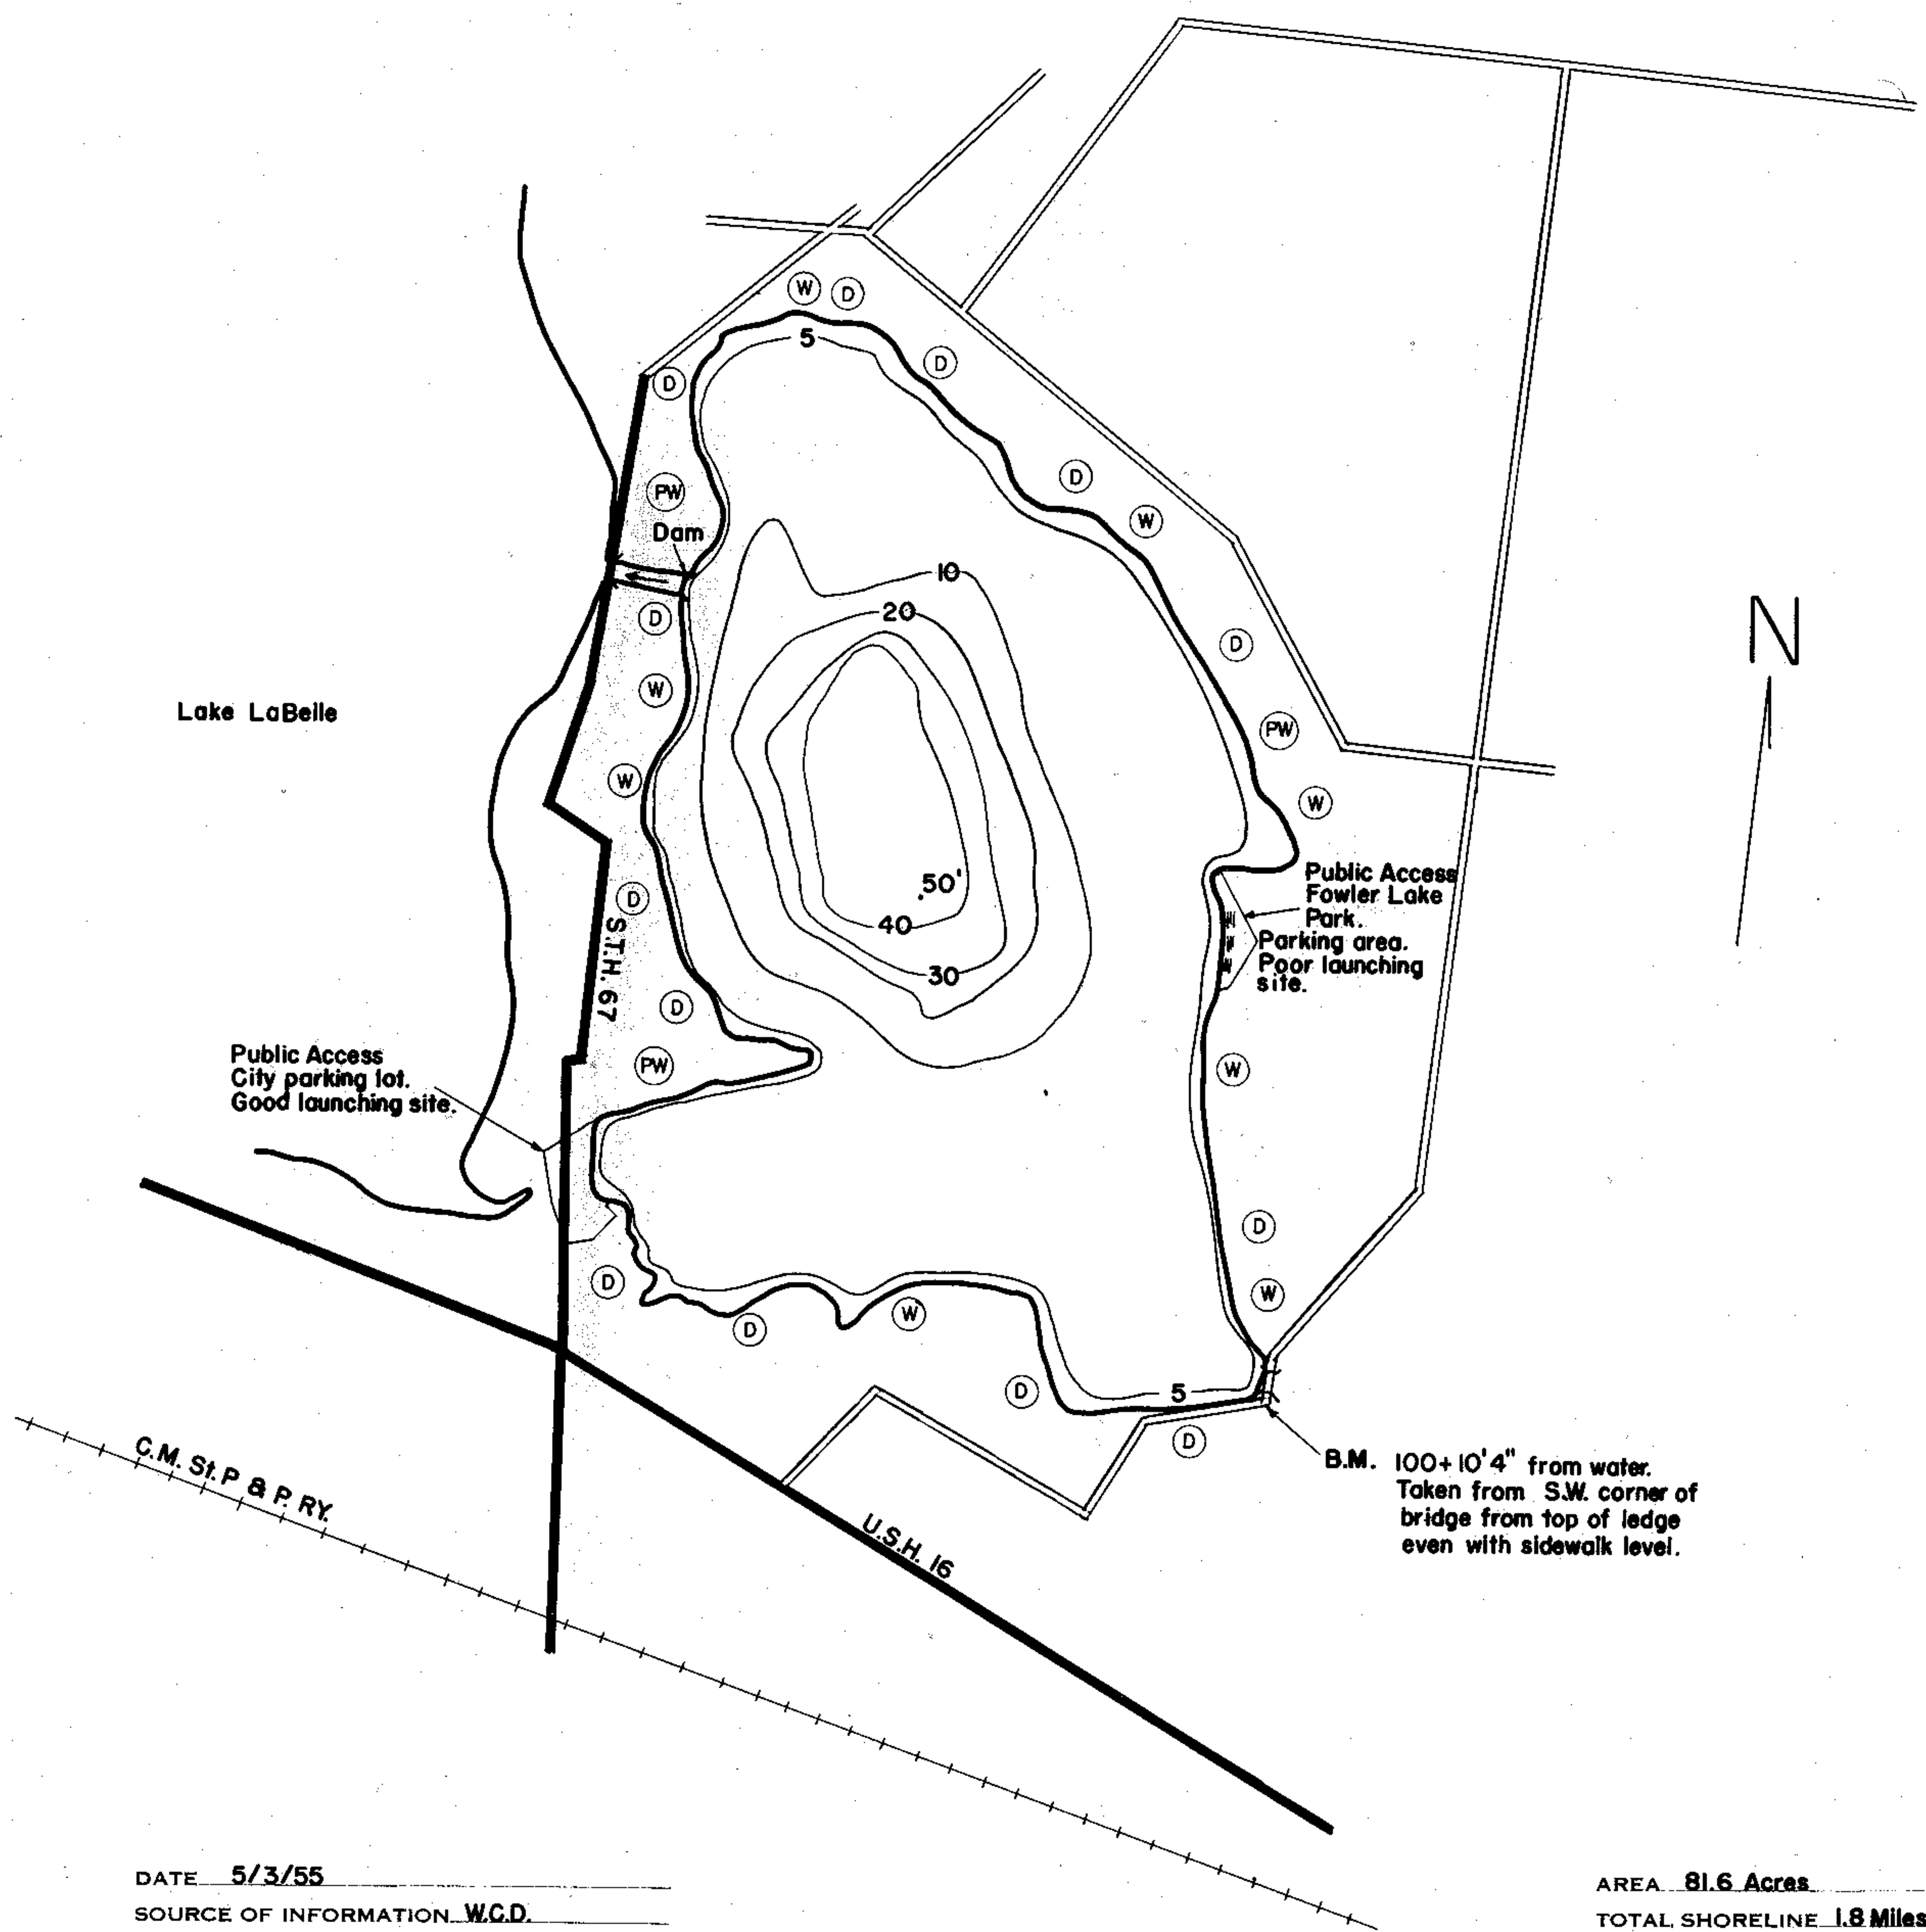 W D
5
D
D
D
PW
W
Dam
10
20
D
D
N
W
PW
Lake LaBelle
W
W
Public Access
Fowler Lake
Park.
Parking area.
Poor launching
site.
50'
D
40
S.T.H. 67
30
D
Public Access
City parking lot.
Good launching site.
PW
W
D
D
W
W
D
D
5
D
B.M. 100+10'4" from water.
Taken from S.W. corner of
bridge from top of ledge
even with sidewalk level.
C.M. St. P. & P. RY.
U.S.H. 16
DATE 5/3/55
SOURCE OF INFORMATION W.C.D.
AREA 81.6 Acres
TOTAL SHORELINE 1.8 Miles